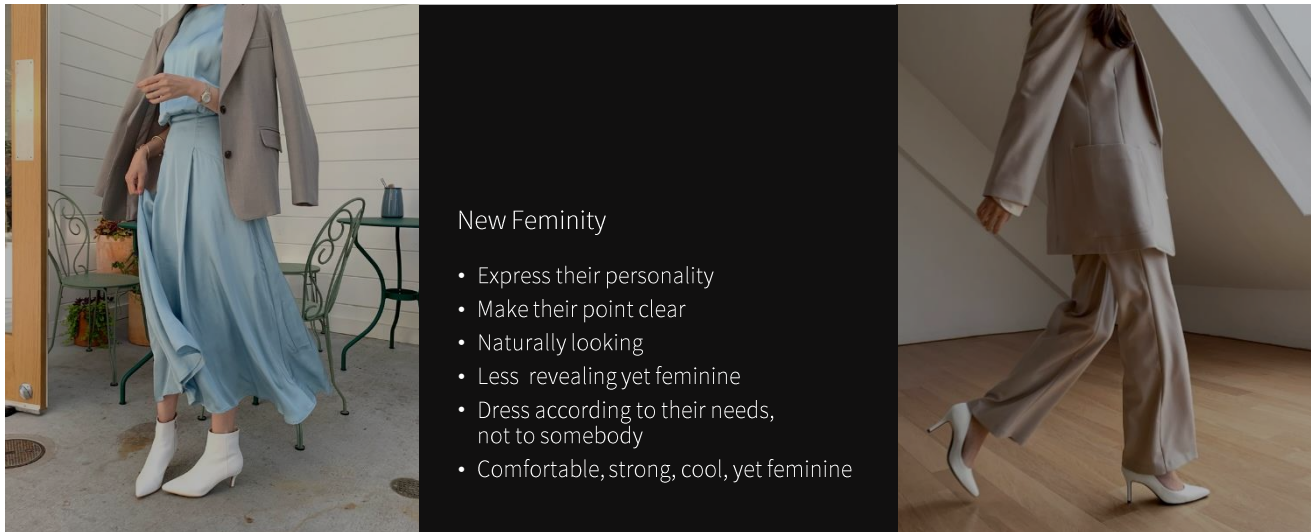 New Feminity
• Express their personality
• Make their point clear
• Naturally looking
• Less revealing yet feminine
• Dress according to their needs,
not to somebody
• Comfortable, strong, cool, yet feminine